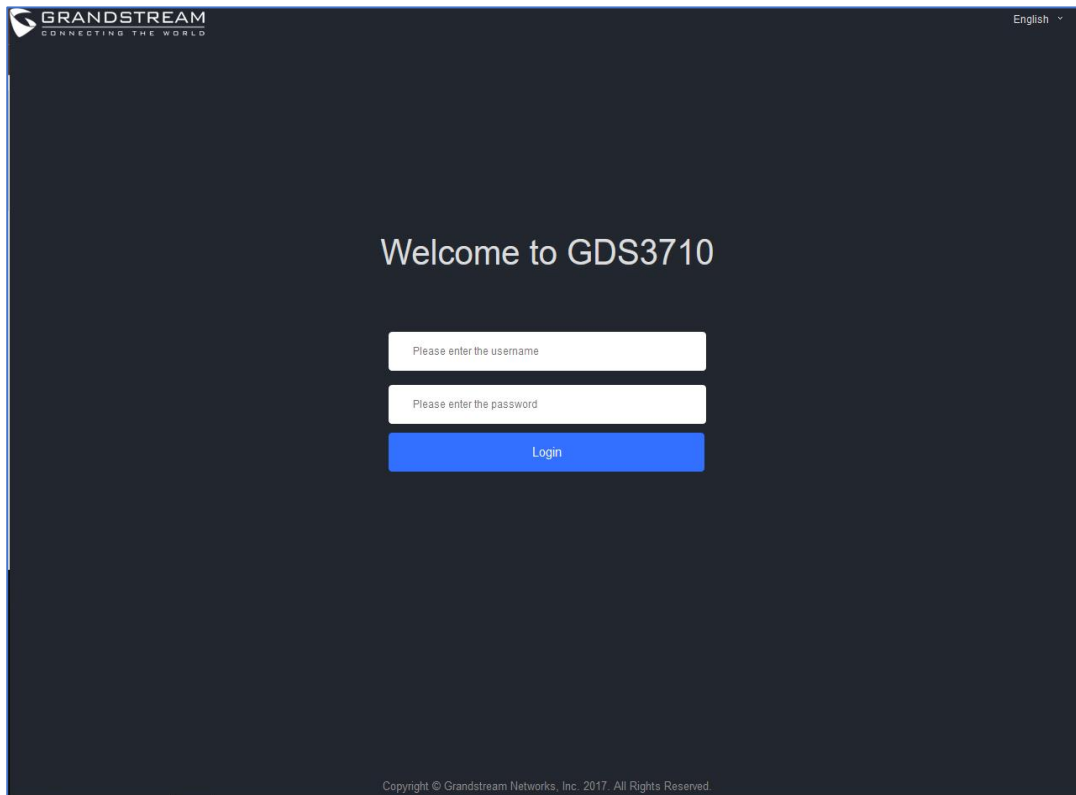 GRANDSTREAM
CONNECTING THE WORLD
English
Welcome to GDS3710
Please enter the username
Please enter the password
Login
Copyright © Grandstream Networks, Inc. 2017. All Rights Reserved.